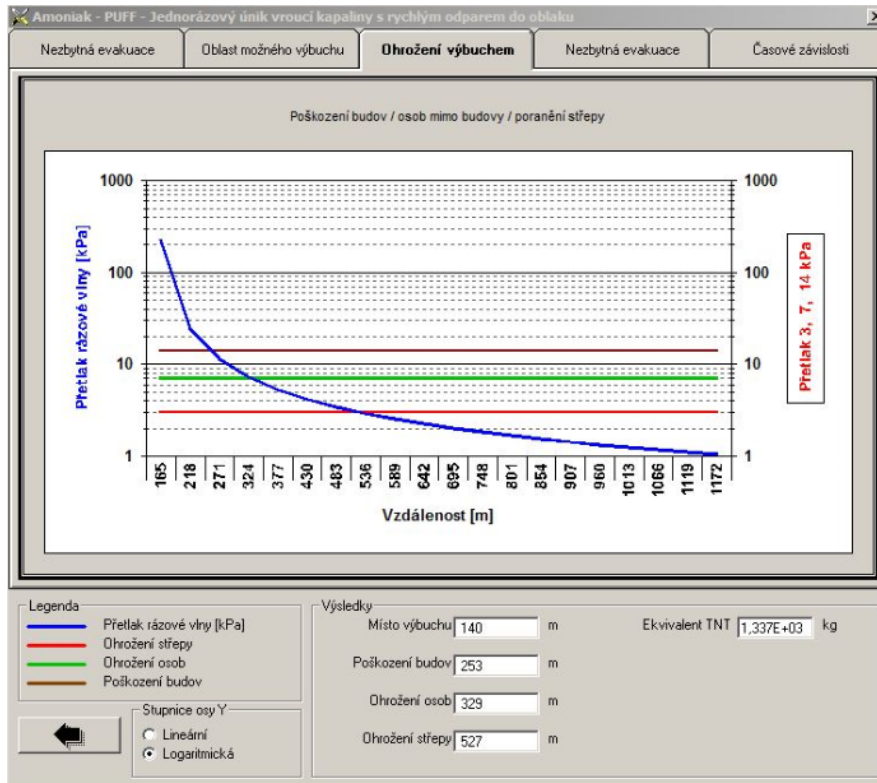 Amoniak - PUFF - Jednorázový únik vroucí kapaliny s rychlým odparem do oblaku
Nezbytná evakuace
Oblast možného výbuchu
Ohrožení výbuchem
Nezbytná evakuace
Časové závislosti
Poškození budov / osob mimo budovy / poranění střepy
Přetlak rázové vlny [kPa]
1000
100
10
1
1000
100
10
1
Přetlak 3, 7, 14 kPa
165 218 271 324 377 430 483 536 589 642 695 748 801 854 907 960 1013 1066 1119 1172
Vzdálenost [m]
Legenda
Přetlak rázové vlny [kPa]
Ohrožení střepy
Ohrožení osob
Poškození budov
Stupnice osy Y
Lineární
Logaritmická
Výsledky
Místo výbuchu 140 m
Ekvivalent TNT 1,337E+03 kg
Poškození budov 253 m
Ohrožení osob 329 m
Ohrožení střepy 527 m